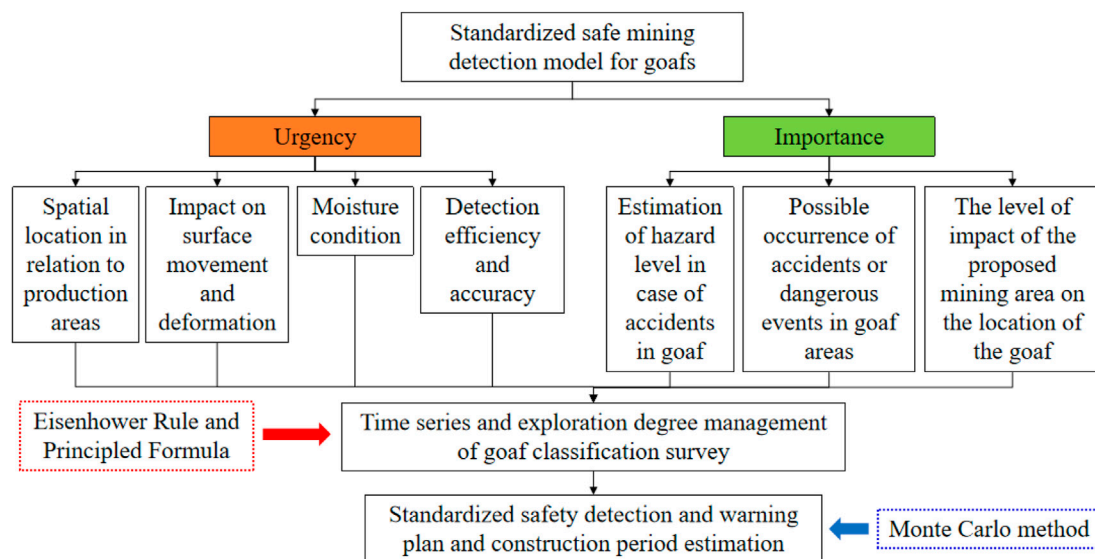 Standardized safe mining
detection model for goafs
Urgency
Importance
Spatial
location in
relation to
production
areas
Impact on
surface
movement
and
deformation
Moisture
condition
Detection
efficiency
and
accuracy
Estimation
of hazard
level in
case of
accidents
in goaf
Possible
occurrence of
accidents or
dangerous
events in goaf
areas
The level of
impact of the
proposed
mining area on
the location of
the goaf
Eisenhower Rule and
Principled Formula
Time series and exploration degree management
of goaf classification survey
Standardized safety detection and warning
plan and construction period estimation
Monte Carlo method